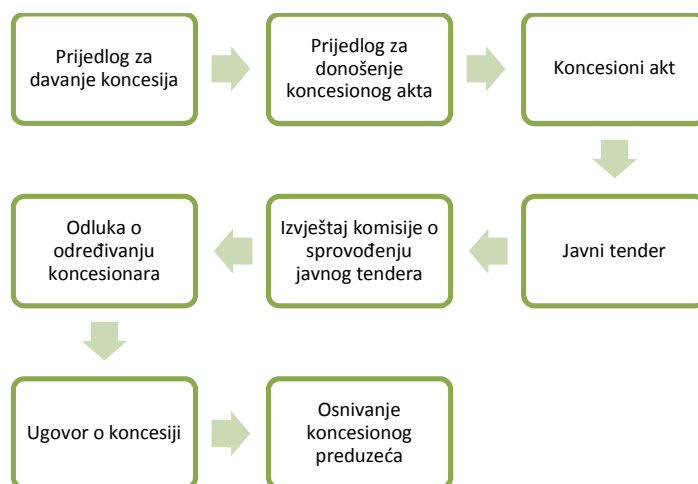 Prijedlog za
davanje koncesija
Prijedlog za
donošenje
koncesionog akta
Koncesioni akt
Javni tender
Izvještaj komisije o
sprovođenju
javnog tendera
Odluka o
određivanju
koncesionara
Ugovor o koncesiji
Osnivanje
koncesionog
preduzeća